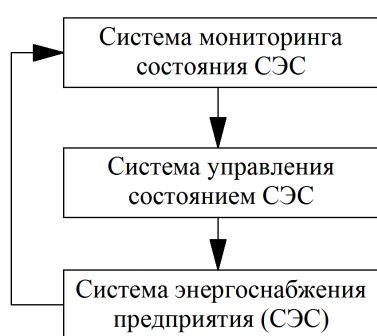 Система мониторинга
состояния СЭС
Система управления
состоянием СЭС
Система энергоснабжения
предприятия (СЭС)